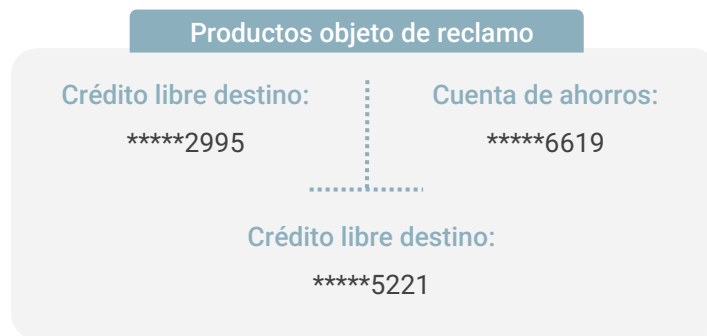 Productos objeto de reclamo
Crédito libre destino:
*****2995
Cuenta de ahorros:
*****6619
Crédito libre destino:
*****5221